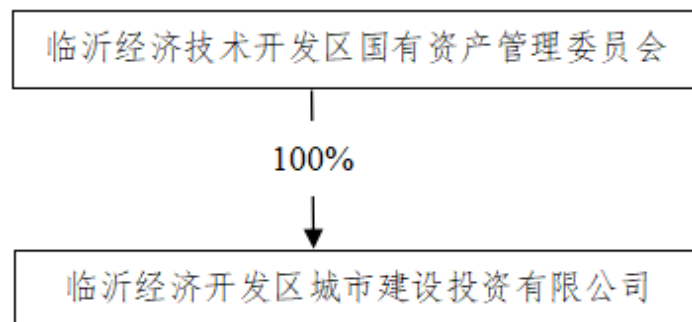 临沂经济技术开发区国有资产管理委员会
100%
临沂经济开发区城市建设投资有限公司